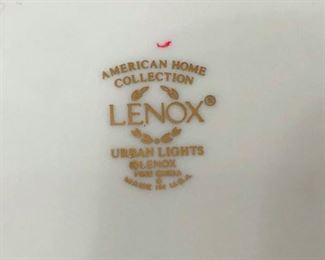 AMERICAN HOME
COLLECTION
LENOX®
URBAN LIGHTS
©LENOX
FINE CHINA
MADE IN U.S.A.